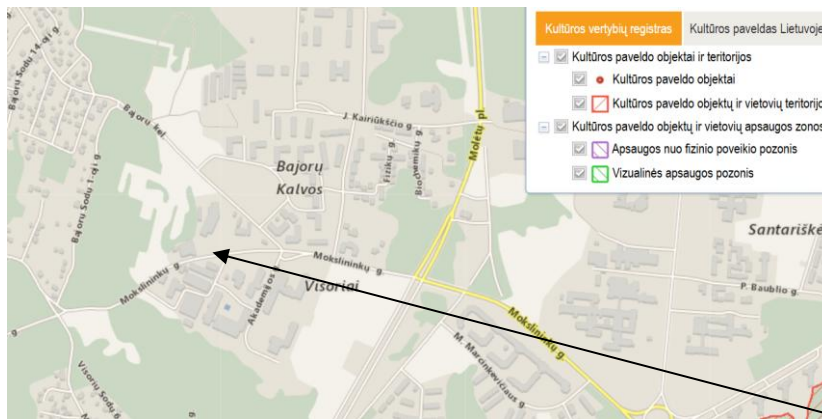 Kultūros vertybių registras
Kultūros paveldas Lietuvoje
Kultūros paveldo objektai ir teritorijos
Kultūros paveldo objektai
Kultūros paveldo objektų ir vietovių teritorijo
Kultūros paveldo objektų ir vietovių apsaugos zonos
Apsaugos nuo fizinio poveikio pozonis
Vizualinės apsaugos pozonis
Bajorų Sodų 14-oji g.
Bajorų kel.
J. Kairiūkščio g.
Molėtų pl.
Fizikų g.
Biochemikų g.
Bajorų
Kalvos
Bajorų Sodų 1-oji g
Santariškė
Mokslininkų g.
Mokslininkų g.
Akademijos g.
Visoriai
P. Baublio g.
Mokslininkų g.
M. Marcinkevičiaus g.
Visorių Sodų 6
g